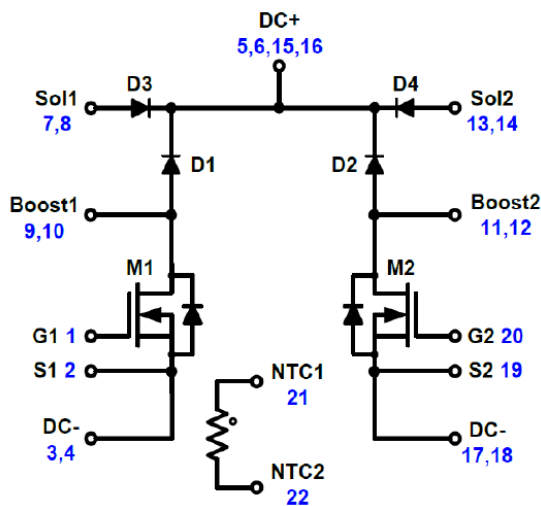 DC+
5,6,15,16
D3
D4
Sol1
7,8
Sol2
13,14
D1
D2
Boost1
9,10
Boost2
11,12
M1
M2
G1 1
G2 20
S1 2
S2 19
NTC1
21
DC-
3,4
DC-
17,18
NTC2
22